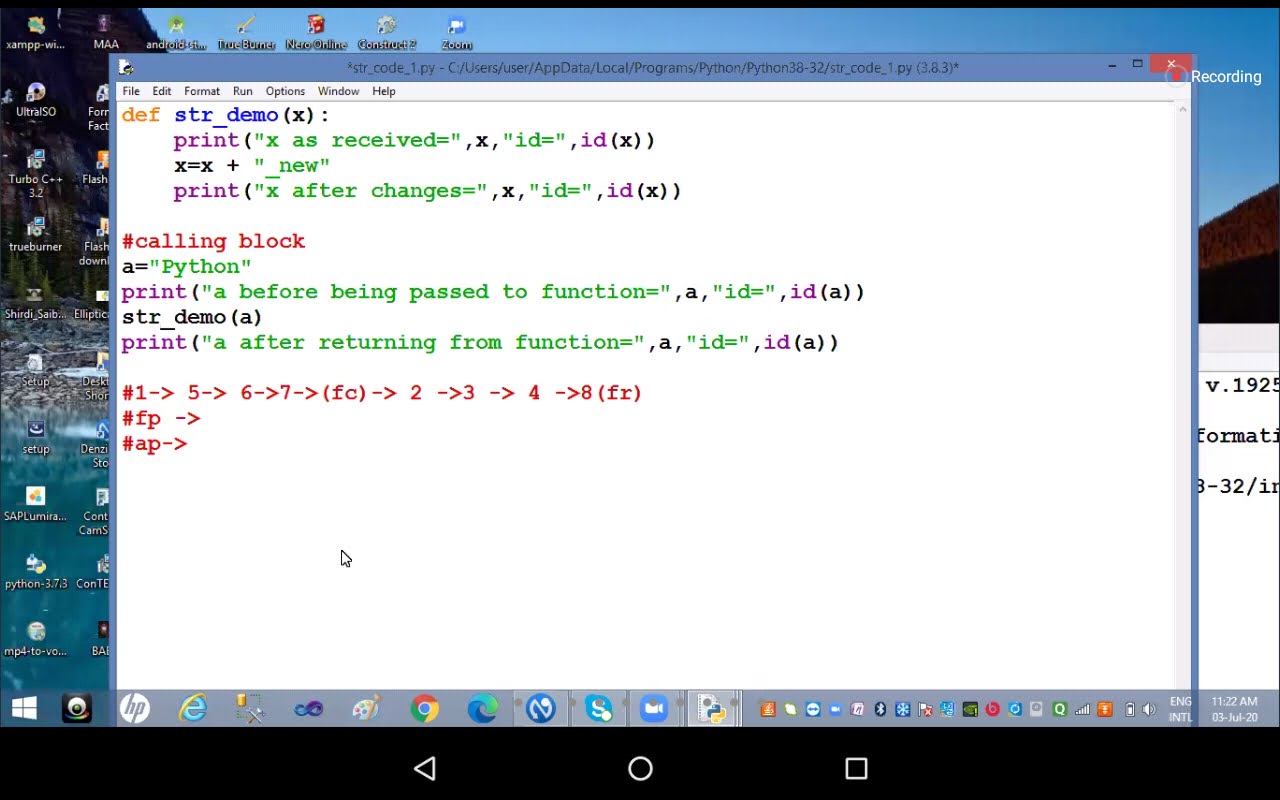 xampp-wi...
MAA
android-si...
True Burner
Nero Online
Construct 2
Zoom
*str_code_1.py - C:/Users/user/AppData/Local/Programs/Python/Python38-32/str_code_1.py (3.8.3)*
Recording
File Edit Format Run Options Window Help
def str_demo(x):
    print("x as received=",x,"id=",id(x))
    x=x + "_new"
    print("x after changes=",x,"id=",id(x))
#calling block
a="Python"
print("a before being passed to function=",a,"id=",id(a))
str_demo(a)
print("a after returning from function=",a,"id=",id(a))
#1-> 5-> 6->7->(fc)-> 2 ->3 -> 4 ->8(fr)
#fp ->
#ap->
UltraISO
Form
Fact
Turbo C++
3.2
Flash
trueburner
Flash
down
Shirdi_Saib...
Elliptica
Setup
Deskt
Shor
setup
Denzi
Sto
SAPLumira...
Cont
CamS
python-3.7.3
ConTE
mp4-to-vo...
v.1925
formati
8-32/in
ENG
INTL
11:22 AM
03-Jul-20